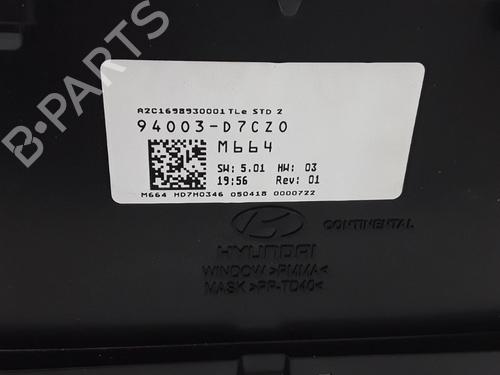 A2C1698930001 TLe STD 2
94003-D7CZ0
M664
SW: 5.01 HW: 03
19:56 Rev: 01
M664 HD7H0346 050418 0000722
CONTINENTAL
HYUNDAI
WINDOW >PMMA<
MASK >PP-TD40<
B-PARTS